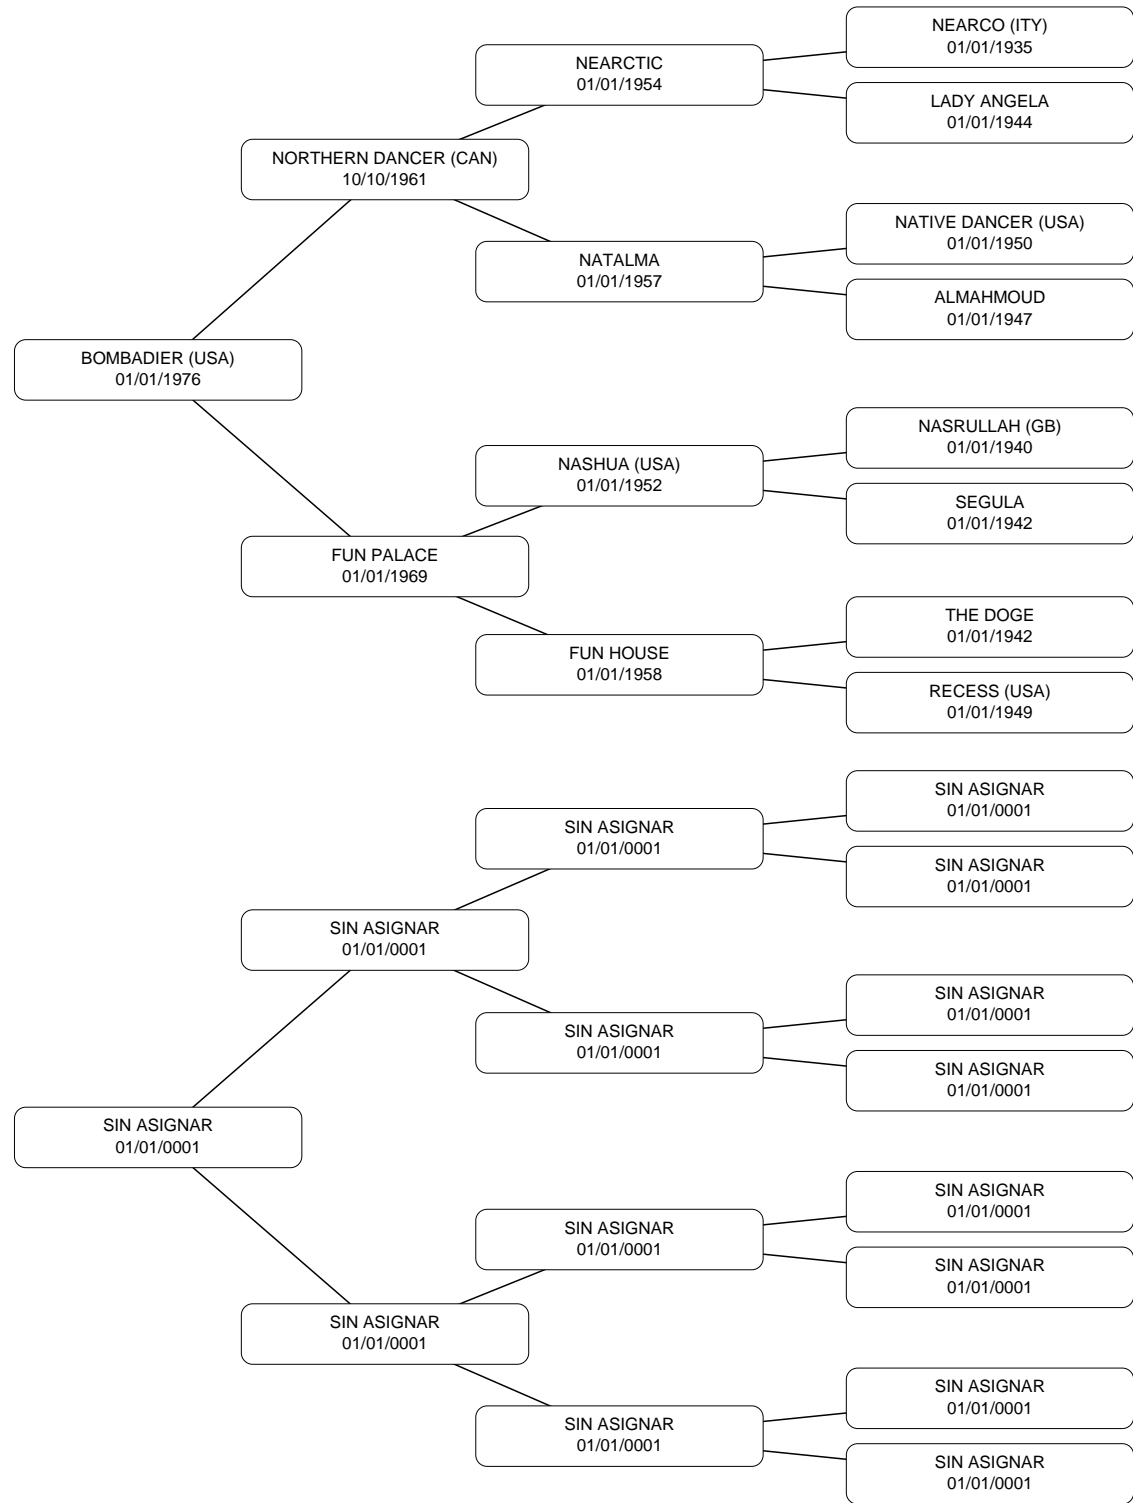 NEARCO (ITY)
01/01/1935
NEARCTIC
01/01/1954
LADY ANGELA
01/01/1944
NORTHERN DANCER (CAN)
10/10/1961
NATIVE DANCER (USA)
01/01/1950
NATALMA
01/01/1957
ALMAHMOUD
01/01/1947
BOMBADIER (USA)
01/01/1976
NASRULLAH (GB)
01/01/1940
NASHUA (USA)
01/01/1952
SEGULA
01/01/1942
FUN PALACE
01/01/1969
THE DOGE
01/01/1942
FUN HOUSE
01/01/1958
RECESS (USA)
01/01/1949
SIN ASIGNAR
01/01/0001
SIN ASIGNAR
01/01/0001
SIN ASIGNAR
01/01/0001
SIN ASIGNAR
01/01/0001
SIN ASIGNAR
01/01/0001
SIN ASIGNAR
01/01/0001
SIN ASIGNAR
01/01/0001
SIN ASIGNAR
01/01/0001
SIN ASIGNAR
01/01/0001
SIN ASIGNAR
01/01/0001
SIN ASIGNAR
01/01/0001
SIN ASIGNAR
01/01/0001
SIN ASIGNAR
01/01/0001
SIN ASIGNAR
01/01/0001
SIN ASIGNAR
01/01/0001